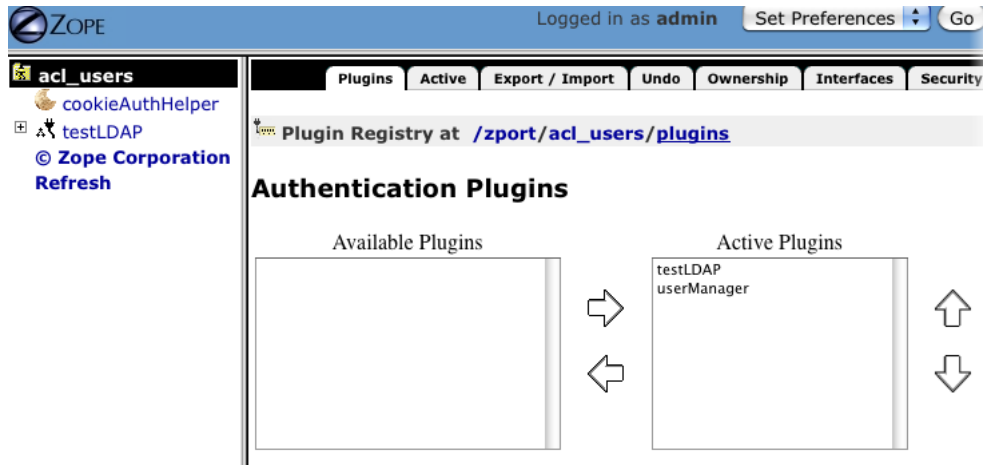 ZOPE
Logged in as admin
Set Preferences
Go
acl_users
cookieAuthHelper
testLDAP
© Zope Corporation
Refresh
Plugins
Active
Export / Import
Undo
Ownership
Interfaces
Security
Plugin Registry at /zport/acl_users/plugins
Authentication Plugins
Available Plugins
Active Plugins
testLDAP
userManager